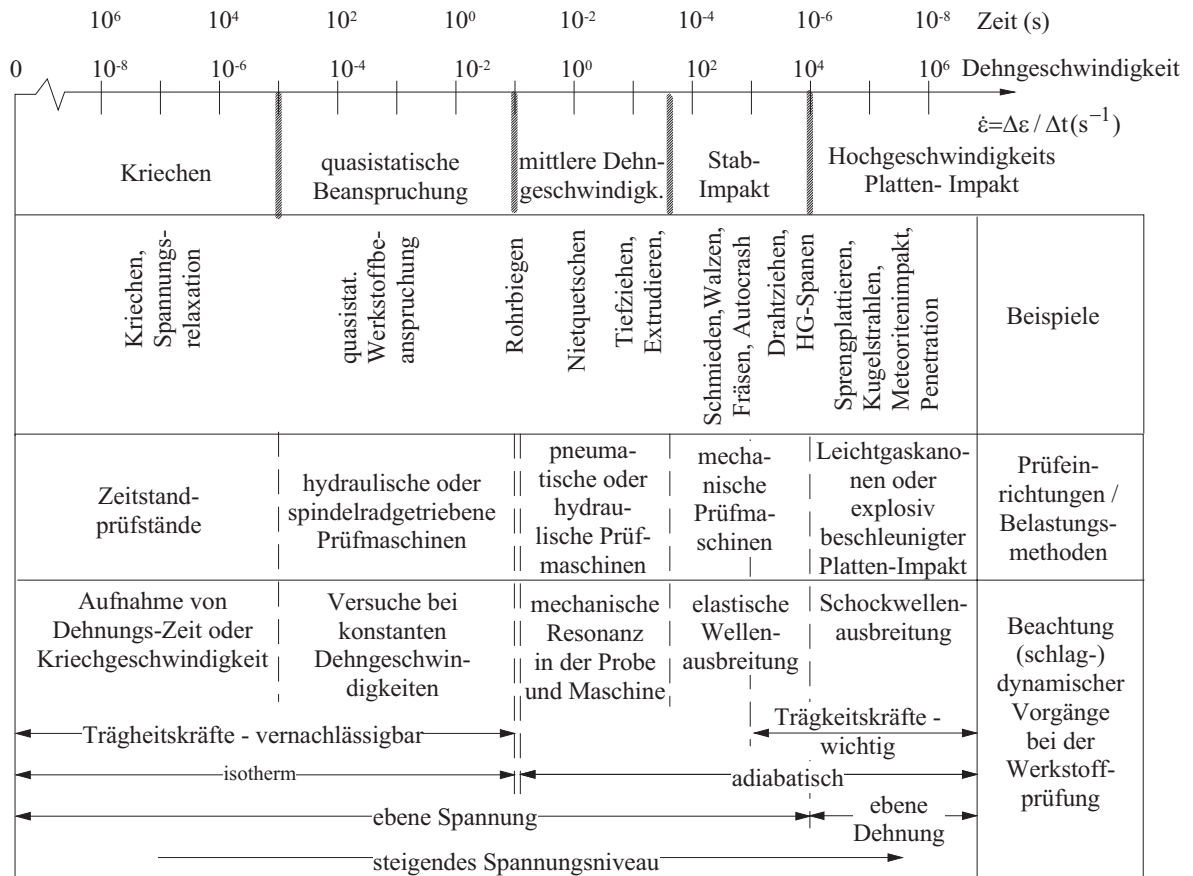 10⁶ 10⁴ 10² 10⁰ 10⁻² 10⁻⁴ 10⁻⁶ 10⁻⁸ Zeit (s)
0 10⁻⁸ 10⁻⁶ 10⁻⁴ 10⁻² 10⁰ 10² 10⁴ 10⁶ Dehngeschwindigkeit
ε̇=Δε / Δt(s⁻¹)
Kriechen
quasistatische
Beanspruchung
mittlere Dehn-
geschwindigk.
Stab-
Impakt
Hochgeschwindigkeits
Platten- Impakt
Kriechen,
Spannungs-
relaxation
quasistat.
Werkstoffbe-
anspruchung
Rohrbiegen
Nietquetschen
Tiefziehen,
Extrudieren,
Schmieden,Walzen,
Fräsen, Autocrash
Drahtziehen,
HG-Spanen
Sprengplattieren,
Kugelstrahlen,
Meteoritenimpakt,
Penetration
Beispiele
Zeitstand-
prüfstände
hydraulische oder
spindelradgetriebene
Prüfmaschinen
pneuma-
tische oder
hydrau-
lische Prüf-
maschinen
mecha-
nische
Prüfma-
schinen
Leichtgaskano-
nen oder
explosiv
beschleunigter
Platten-Impakt
Prüfein-
richtungen /
Belastungs-
methoden
Aufnahme von
Dehnungs-Zeit oder
Kriechgeschwindigkeit
Versuche bei
konstanten
Dehngeschwin-
digkeiten
mechanische
Resonanz
in der Probe
und Maschine
elastische
Wellen-
ausbreitung
Schockwellen-
ausbreitung
Beachtung
(schlag-)
dynamischer
Vorgänge
bei der
Werkstoff-
prüfung
Trägheitskräfte - vernachlässigbar
Trägkeitskräfte -
wichtig
isotherm
adiabatisch
ebene Spannung
ebene
Dehnung
steigendes Spannungsniveau